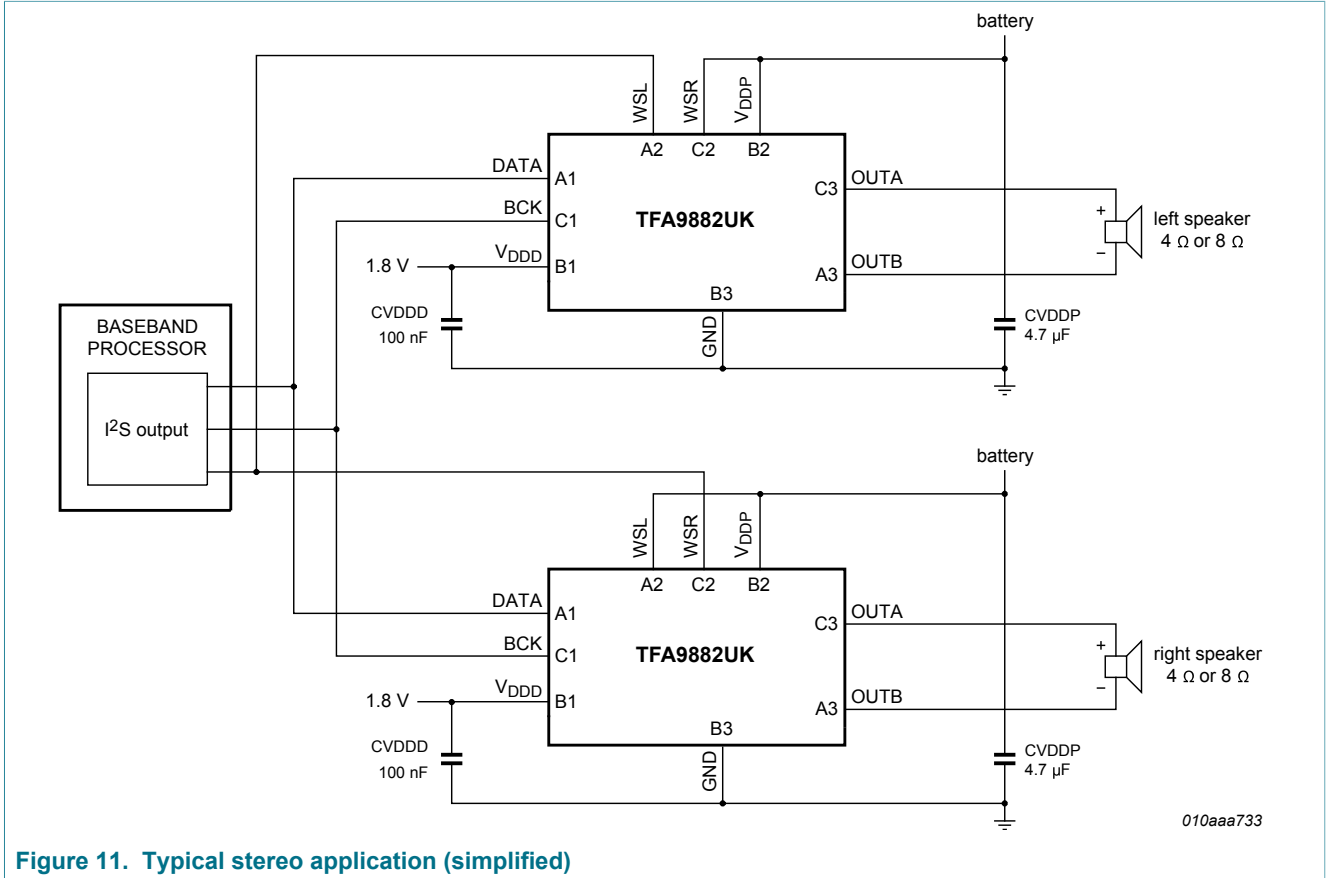 battery
WSL
WSR
VDDP
A2 C2 B2
DATA
A1
BCK
C1
TFA9882UK
C3
OUTA
+
left speaker
4 Ω or 8 Ω
−
1.8 V
VDDD
B1
A3
OUTB
B3
GND
CVDDD
100 nF
CVDDP
4.7 µF
BASEBAND
PROCESSOR
I2S output
battery
WSL
WSR
VDDP
A2 C2 B2
DATA
A1
BCK
C1
TFA9882UK
C3
OUTA
+
right speaker
4 Ω or 8 Ω
−
1.8 V
VDDD
B1
A3
OUTB
B3
GND
CVDDD
100 nF
CVDDP
4.7 µF
010aaa733
Figure 11. Typical stereo application (simplified)